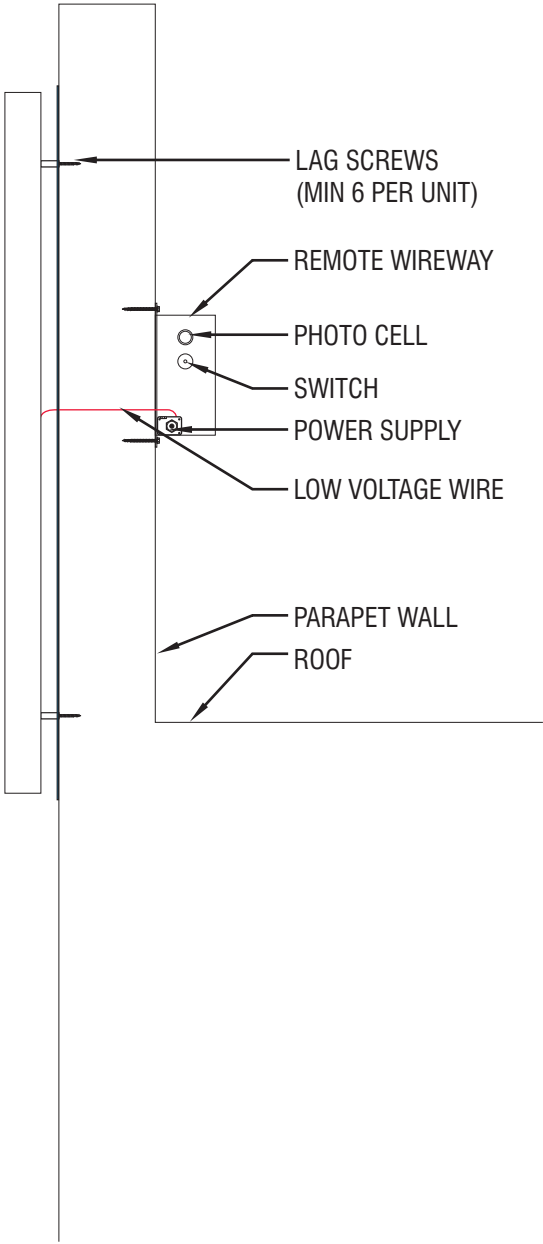 LAG SCREWS
(MIN 6 PER UNIT)
REMOTE WIREWAY
PHOTO CELL
SWITCH
POWER SUPPLY
LOW VOLTAGE WIRE
PARAPET WALL
ROOF